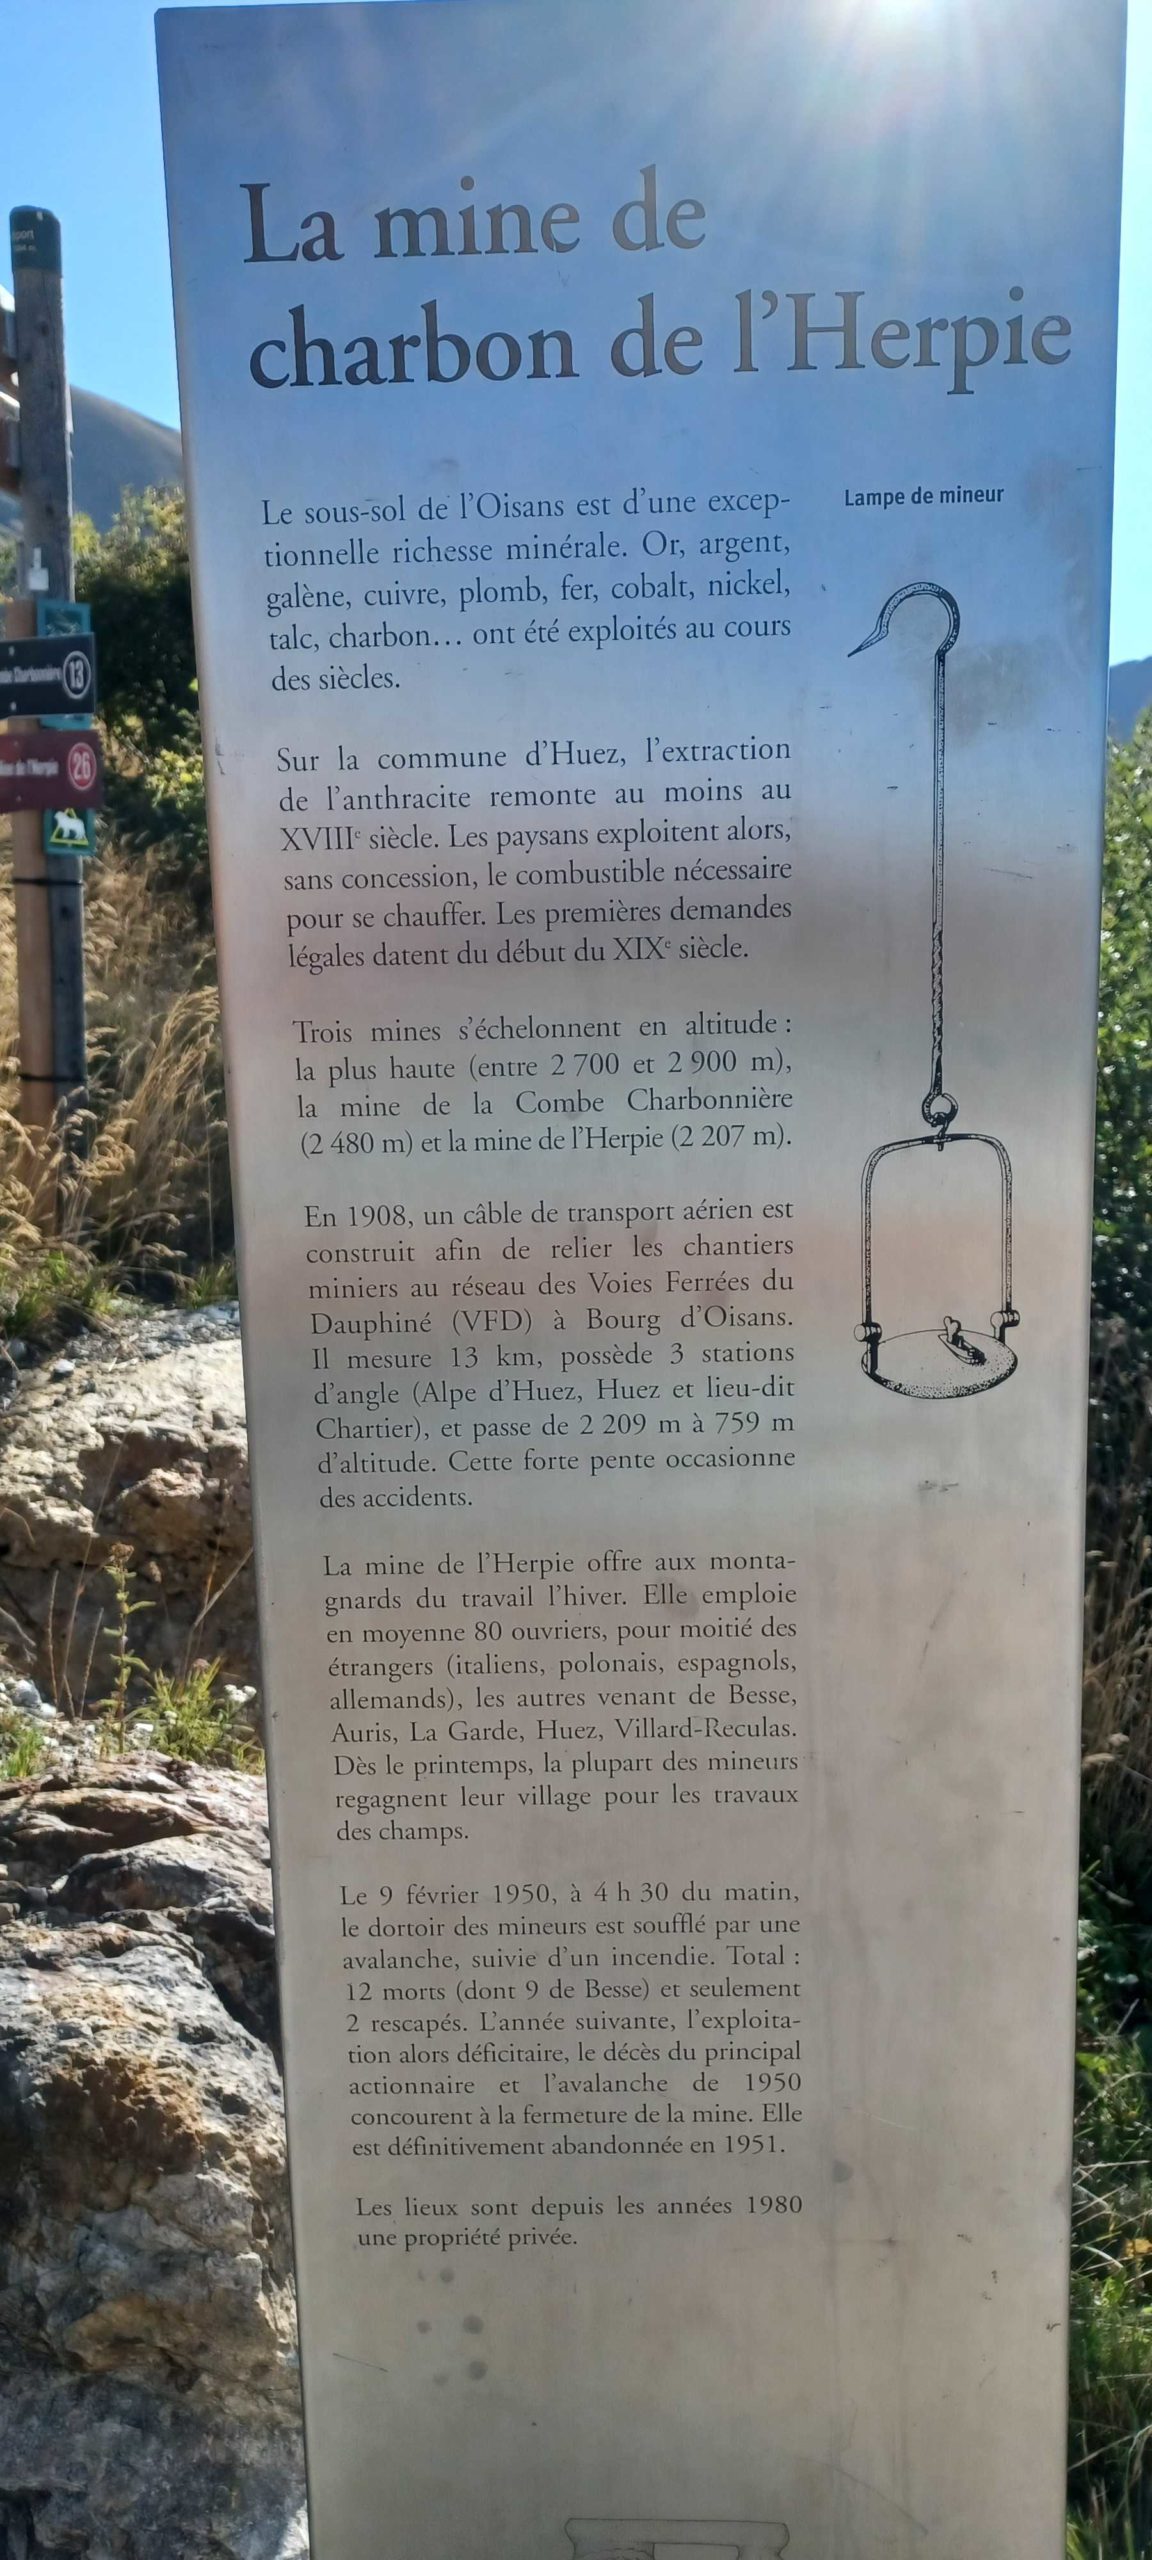 La mine de
charbon de l'Herpie
Lampe de mineur
Le sous-sol de l'Oisans est d'une excep-
tionnelle richesse minérale. Or, argent,
galène, cuivre, plomb, fer, cobalt, nickel,
talc, charbon… ont été exploités au cours
des siècles.
Sur la commune d'Huez, l'extraction
de l'anthracite remonte au moins au
XVIIIe siècle. Les paysans exploitent alors,
sans concession, le combustible nécessaire
pour se chauffer. Les premières demandes
légales datent du début du XIXe siècle.
Trois mines s'échelonnent en altitude :
la plus haute (entre 2 700 et 2 900 m),
la mine de la Combe Charbonnière
(2 480 m) et la mine de l'Herpie (2 207 m).
En 1908, un câble de transport aérien est
construit afin de relier les chantiers
miniers au réseau des Voies Ferrées du
Dauphiné (VFD) à Bourg d'Oisans.
Il mesure 13 km, possède 3 stations
d'angle (Alpe d'Huez, Huez et lieu-dit
Chartier), et passe de 2 209 m à 759 m
d'altitude. Cette forte pente occasionne
des accidents.
La mine de l'Herpie offre aux monta-
gnards du travail l'hiver. Elle emploie
en moyenne 80 ouvriers, pour moitié des
étrangers (italiens, polonais, espagnols,
allemands), les autres venant de Besse,
Auris, La Garde, Huez, Villard-Reculas.
Dès le printemps, la plupart des mineurs
regagnent leur village pour les travaux
des champs.
Le 9 février 1950, à 4 h 30 du matin,
le dortoir des mineurs est soufflé par une
avalanche, suivie d'un incendie. Total :
12 morts (dont 9 de Besse) et seulement
2 rescapés. L'année suivante, l'exploita-
tion alors déficitaire, le décès du principal
actionnaire et l'avalanche de 1950
concourent à la fermeture de la mine. Elle
est définitivement abandonnée en 1951.
Les lieux sont depuis les années 1980
une propriété privée.
Charbonnière 13
de l'Herpie 26